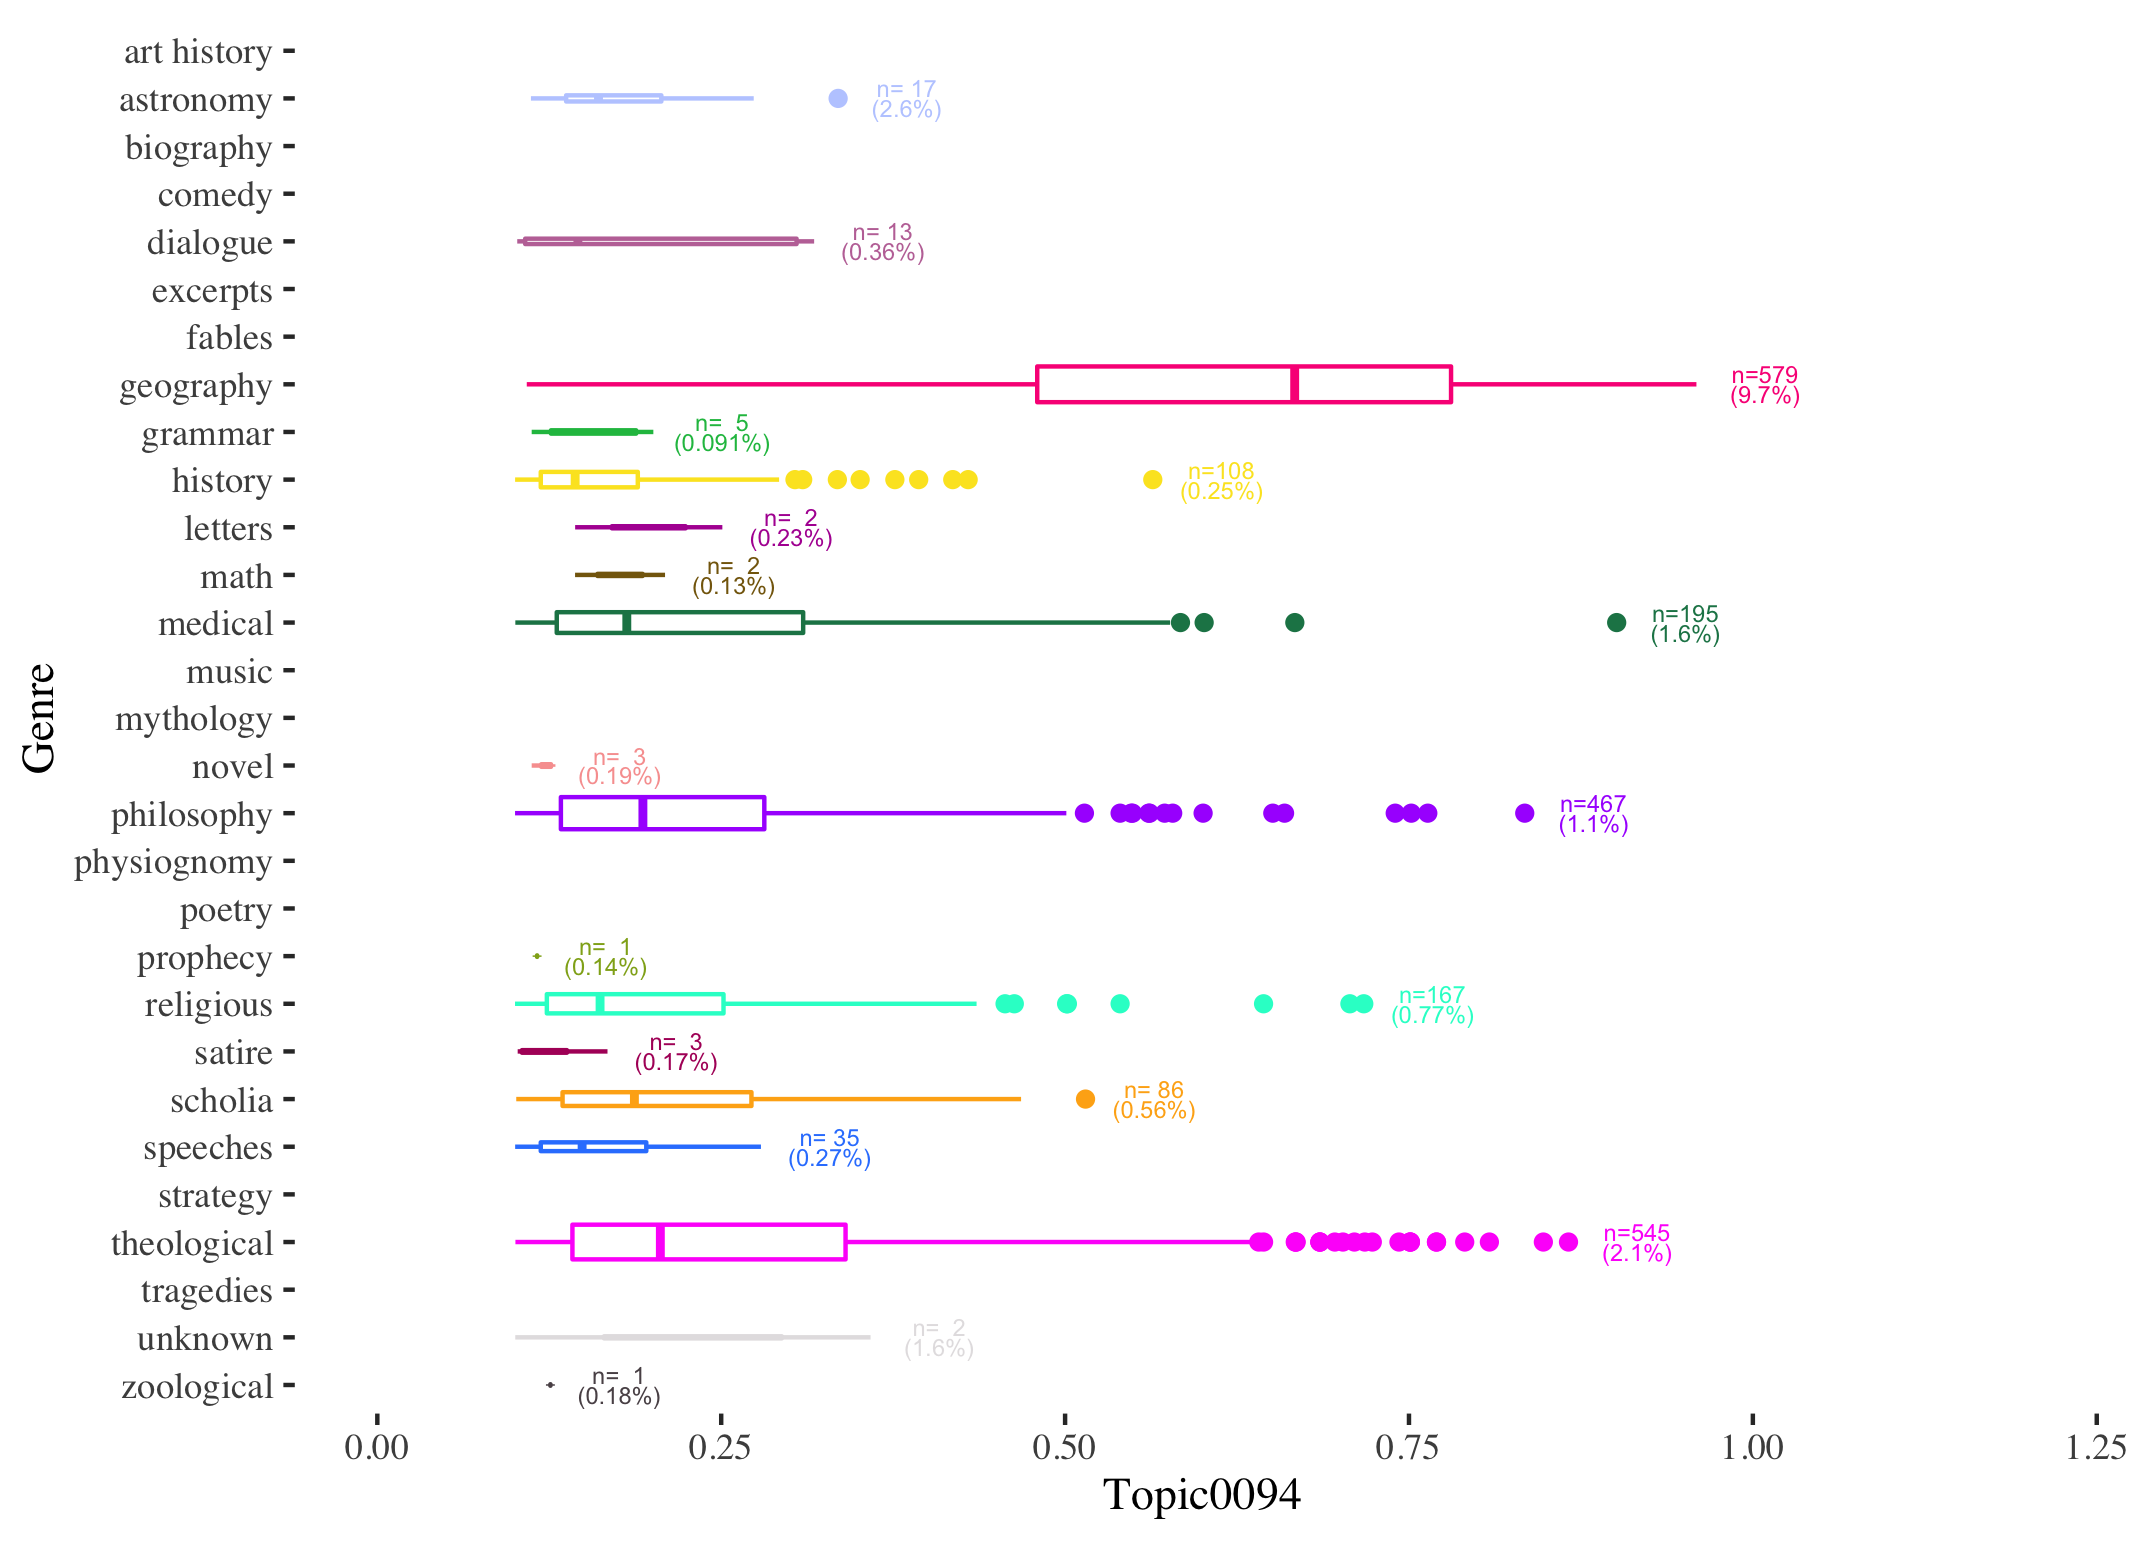 art history
astronomy
n= 17
(2.6%)
biography
comedy
dialogue
n= 13
(0.36%)
excerpts
fables
geography
n=579
(9.7%)
grammar
n=  5
(0.091%)
history
n=108
(0.25%)
letters
n=  2
(0.23%)
math
n=  2
(0.13%)
medical
n=195
(1.6%)
music
mythology
novel
n=  3
(0.19%)
philosophy
n=467
(1.1%)
physiognomy
poetry
prophecy
n=  1
(0.14%)
religious
n=167
(0.77%)
satire
n=  3
(0.17%)
scholia
n= 86
(0.56%)
speeches
n= 35
(0.27%)
strategy
theological
n=545
(2.1%)
tragedies
unknown
n=  2
(1.6%)
zoological
n=  1
(0.18%)
Genre
0.00 0.25 0.50 0.75 1.00 1.25
Topic0094